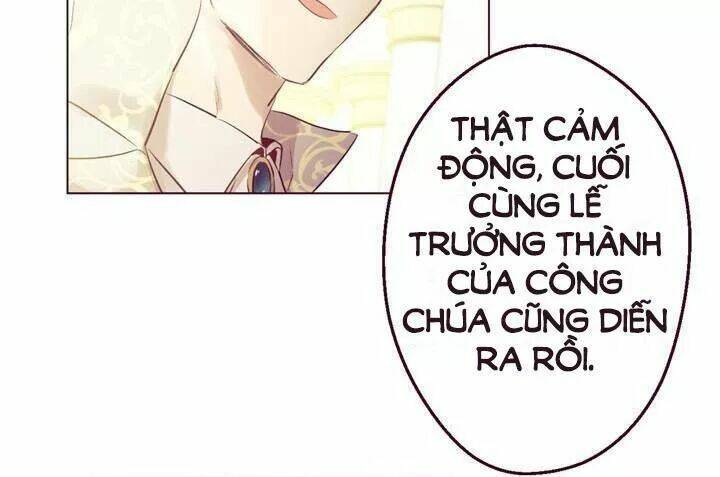 THẬT CẢM
ĐỘNG, CUỐI
CÙNG LỄ
TRƯỞNG THÀNH
CỦA CÔNG
CHÚA CŨNG DIỄN
RA RỒI.